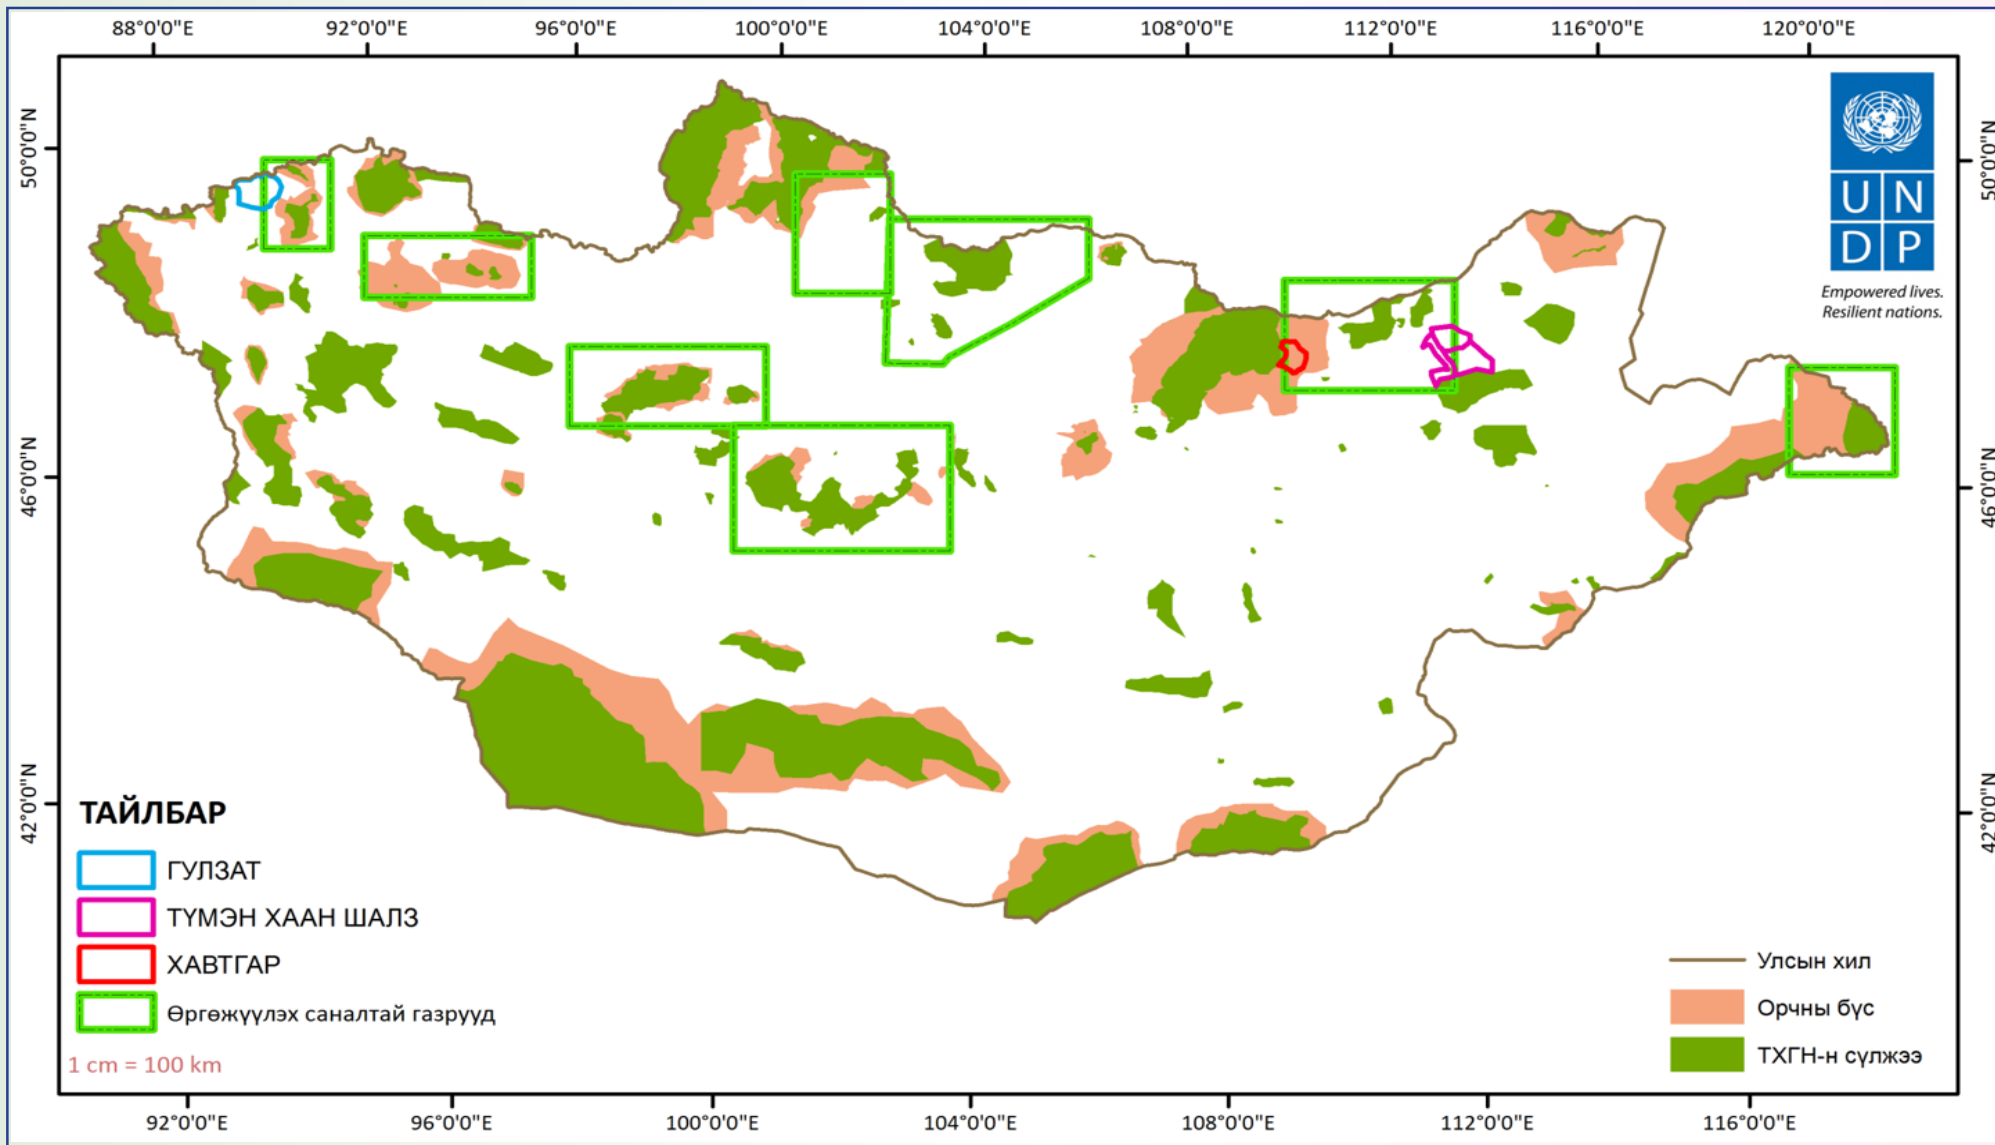 88°0'0"E 92°0'0"E 96°0'0"E 100°0'0"E 104°0'0"E 108°0'0"E 112°0'0"E 116°0'0"E 120°0'0"E
50°0'0"N
46°0'0"N
42°0'0"N
50°0'0"N
46°0'0"N
42°0'0"N
U N
D P
Empowered lives.
Resilient nations.
ТАЙЛБАР
ГУЛЗАТ
ТҮМЭН ХААН ШАЛЗ
ХАВТГАР
Өргөжүүлэх саналтай газрууд
1 cm = 100 km
Улсын хил
Орчны бүс
ТХГН-н сүлжээ
92°0'0"E 96°0'0"E 100°0'0"E 104°0'0"E 108°0'0"E 112°0'0"E 116°0'0"E